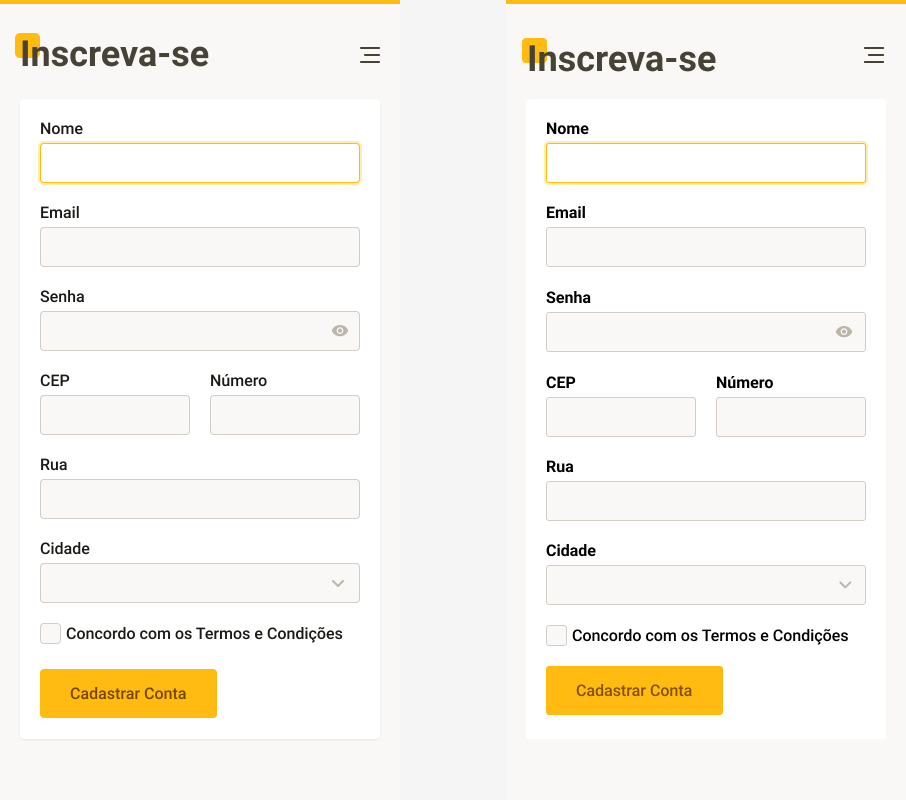 Inscreva-se
Nome
Email
Senha
CEP
Número
Rua
Cidade
Concordo com os Termos e Condições
Cadastrar Conta
Inscreva-se
Nome
Email
Senha
CEP
Número
Rua
Cidade
Concordo com os Termos e Condições
Cadastrar Conta